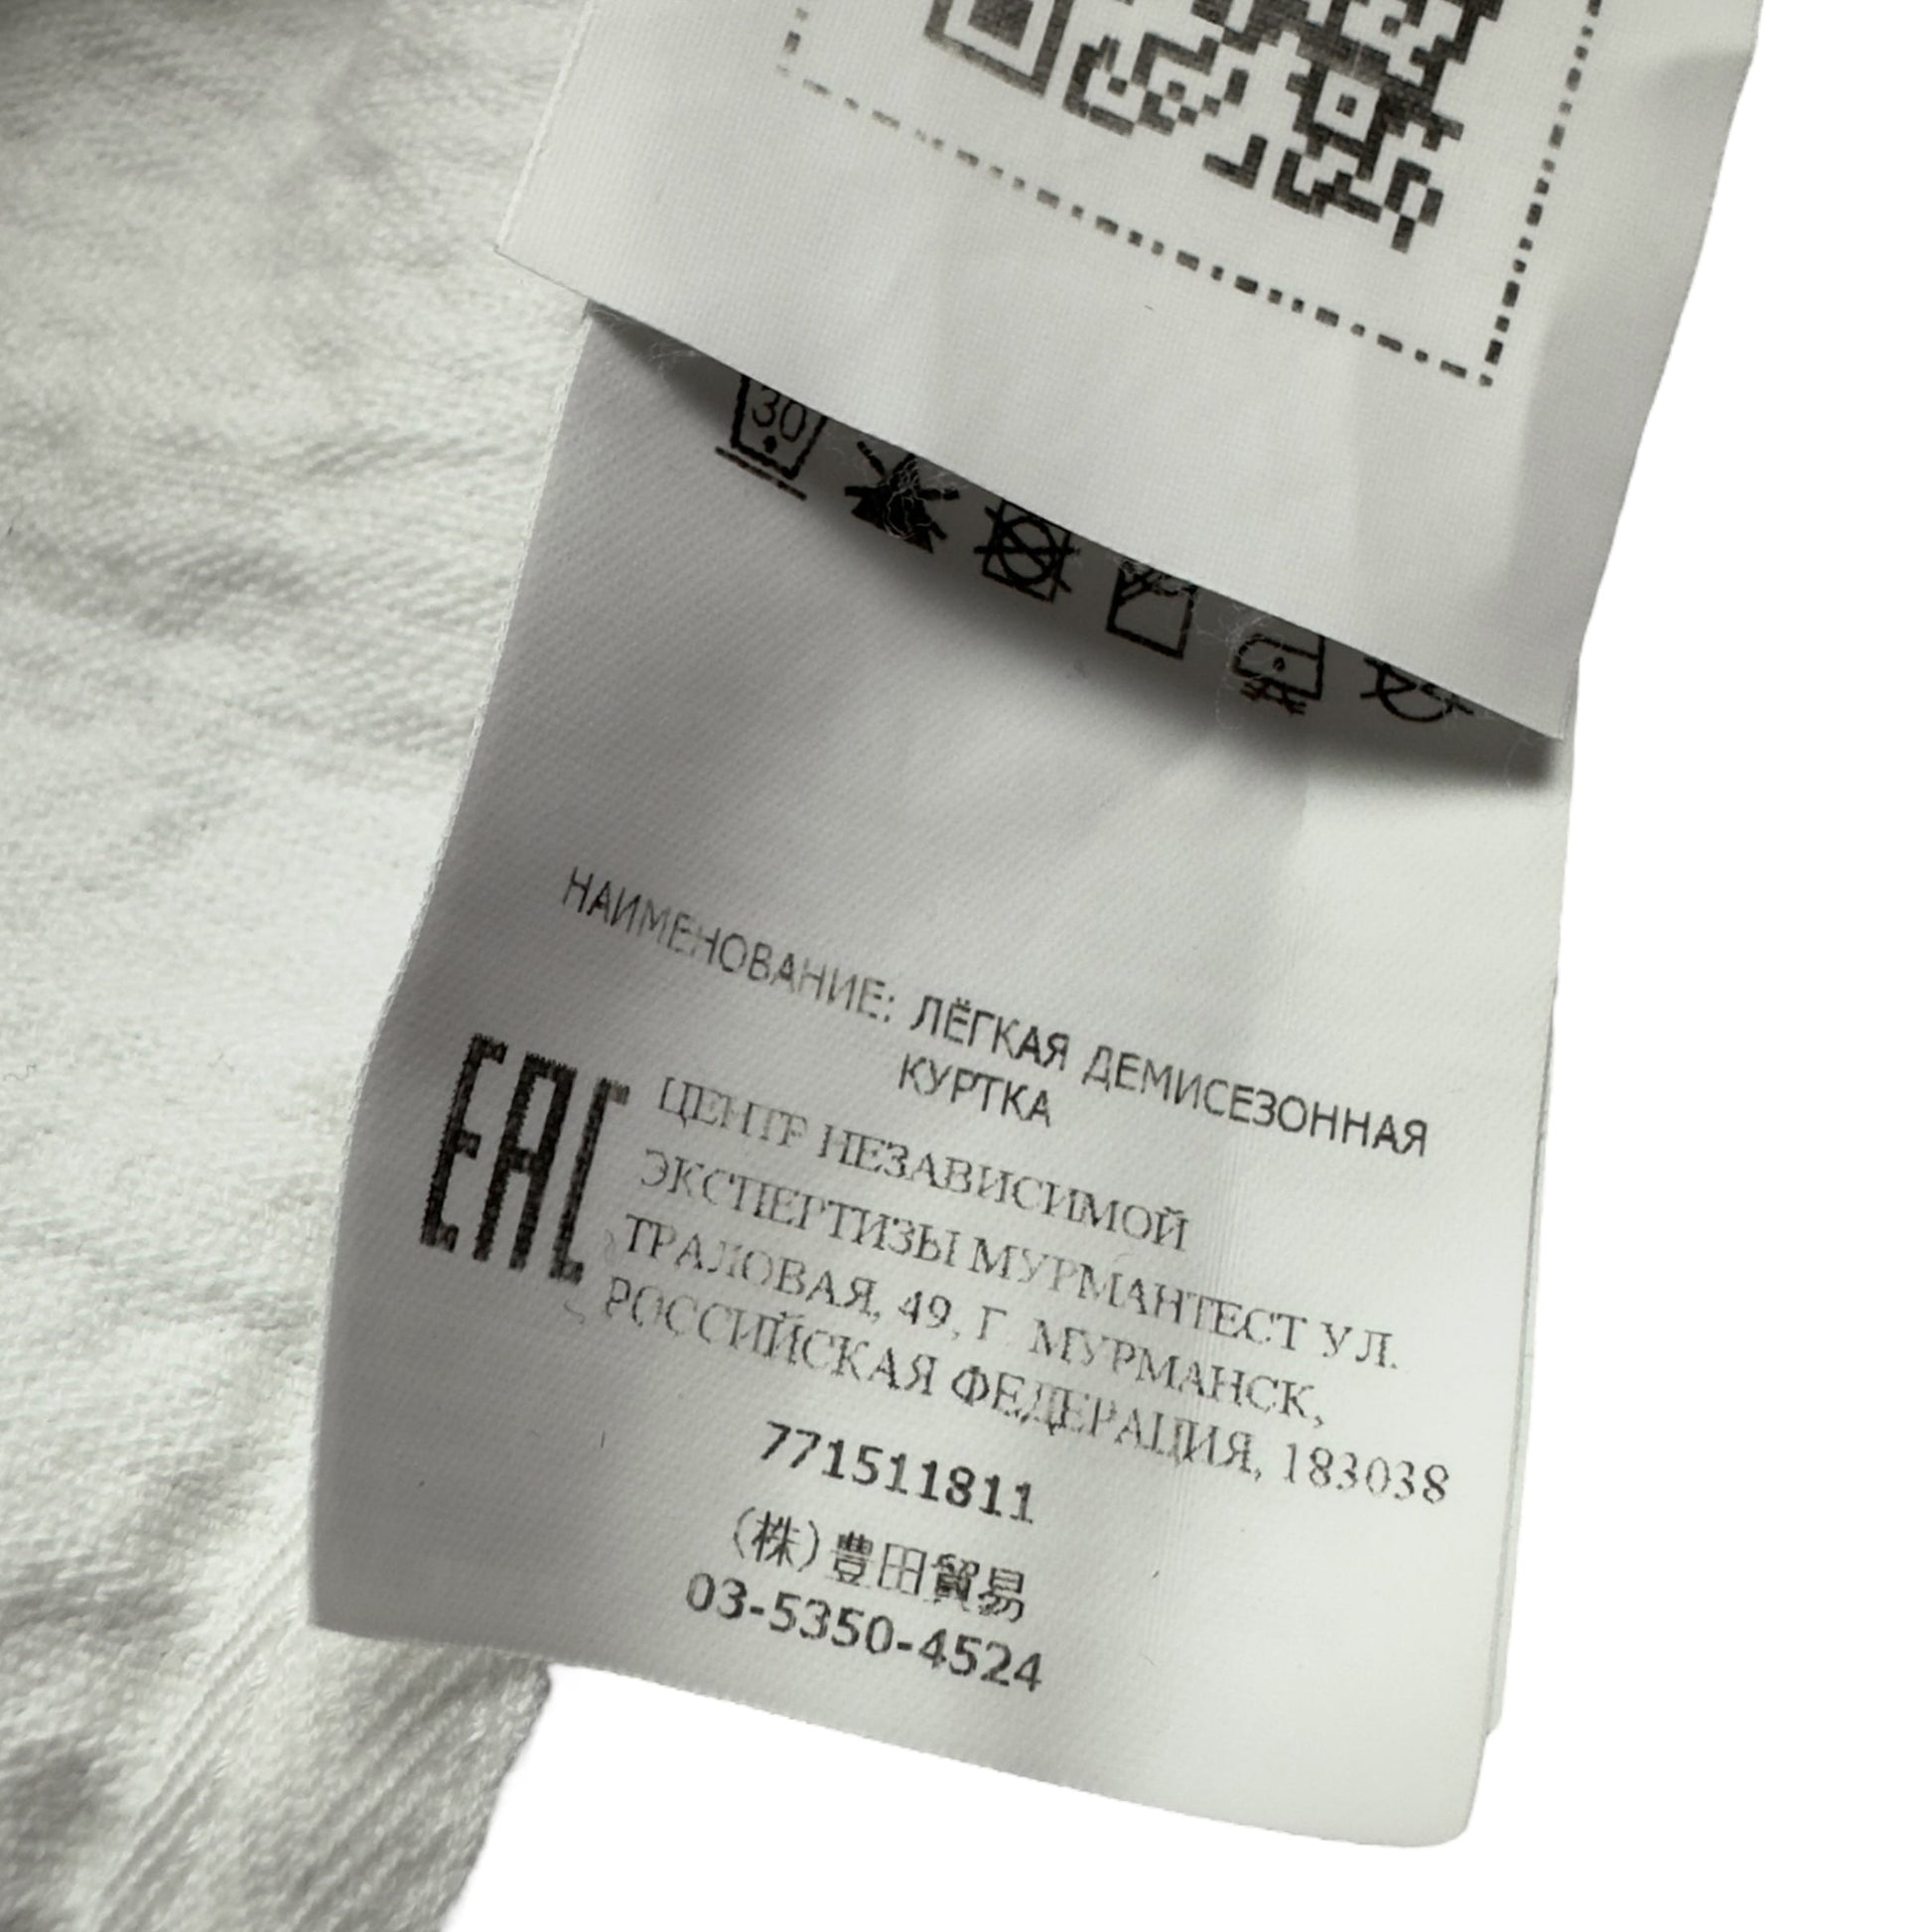 30
НАИМЕНОВАНИЕ: ЛЁГКАЯ ДЕМИСЕЗОННАЯ
КУРТКА
EAC
ЦЕНТР НЕЗАВИСИМОЙ
ЭКСПЕРТИЗЫ МУРМАНТЕСТ УЛ.
ТРАЛОВАЯ, 49, Г. МУРМАНСК,
РОССИЙСКАЯ ФЕДЕРАЦИЯ, 183038
771511811
(株)豊田貿易
03-5350-4524